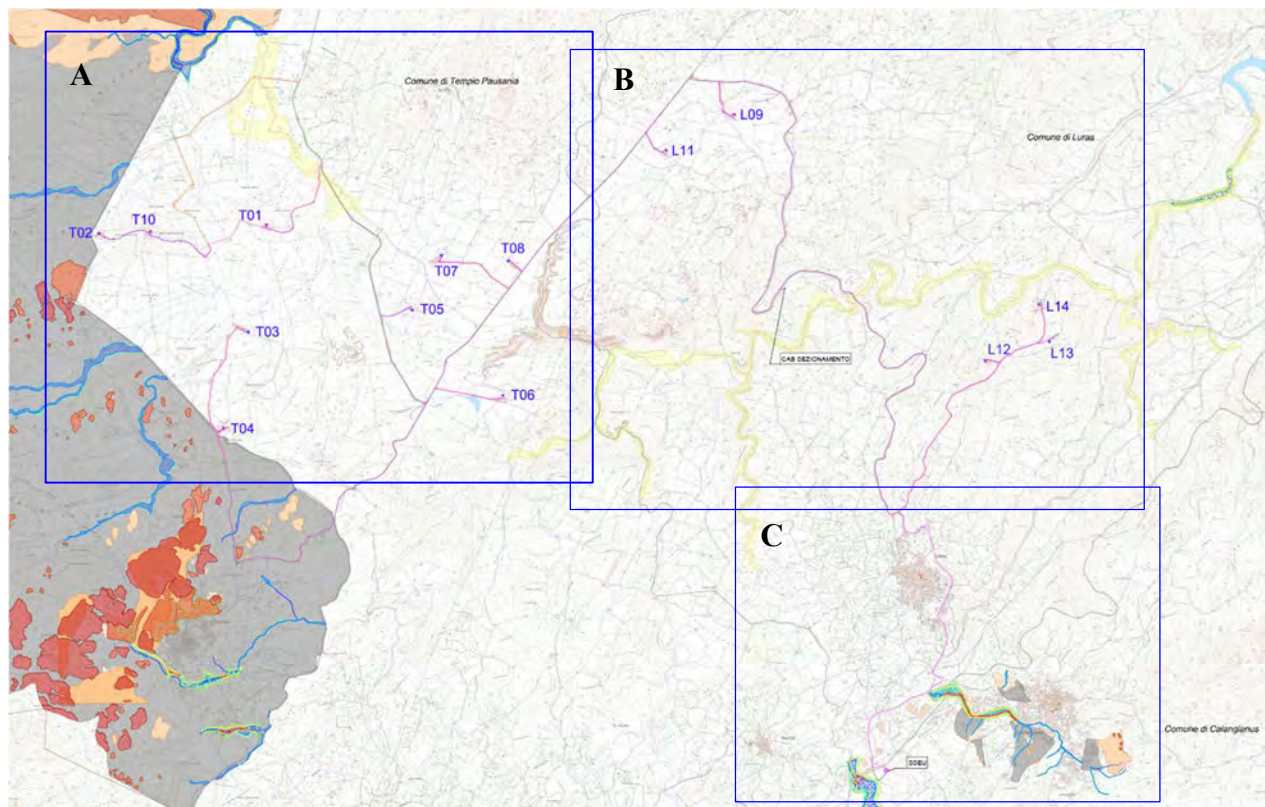 A
Comune di Tempio Pausania
B
L09
Comune di Luras
L11
T02
T10
T01
T08
T07
T05
L14
T03
L12
L13
CAB SEZIONAMENTO
T06
T04
C
Comune di Calangianus
SSEU